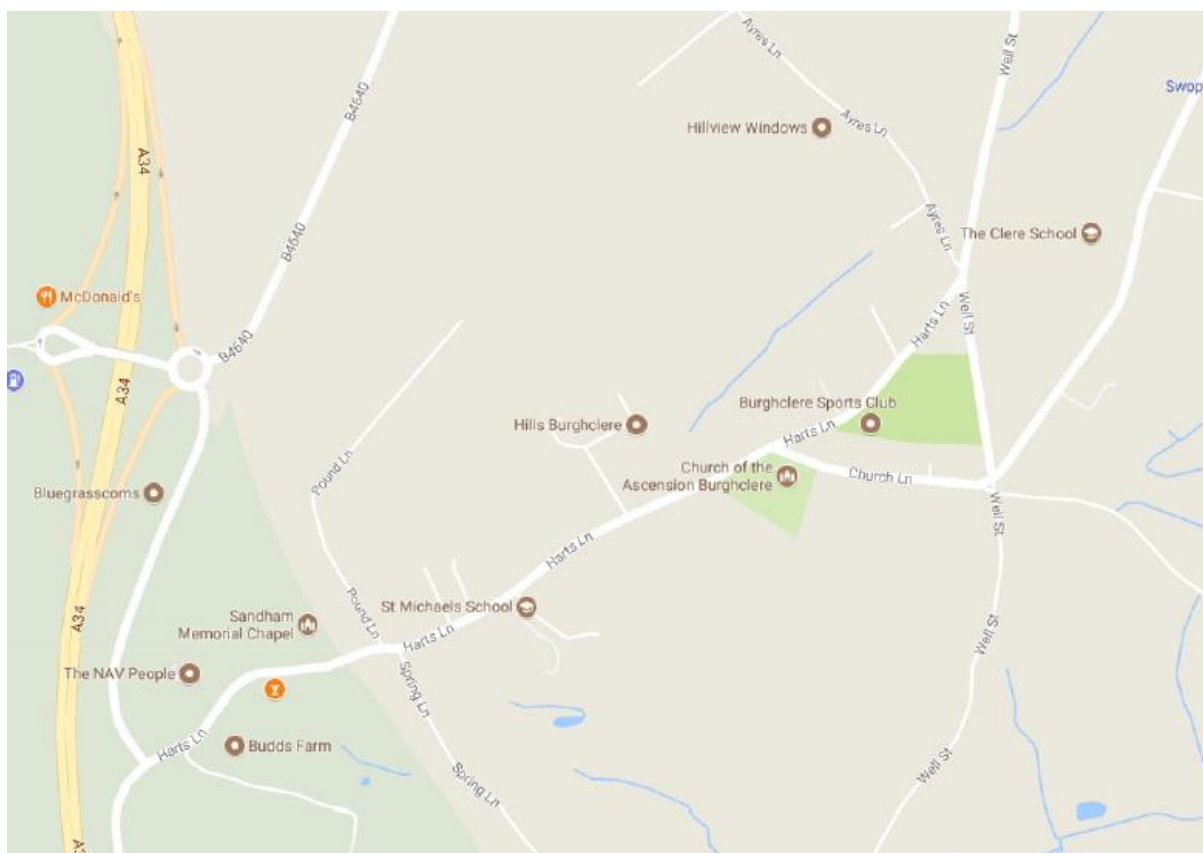 Ayres Ln
Well St
B4640
Swop
A34
Hillview Windows
Ayres Ln
B4640
Ayres Ln
The Clere School
McDonald's
Harts Ln
Well St
B4640
A34
Burghclere Sports Club
Hills Burghclere
Harts Ln
Church of the
Ascension Burghclere
Church Ln
Pound Ln
Bluegrasscoms
Well St
Harts Ln
St Michaels School
Pound Ln
A34
Sandham
Memorial Chapel
Harts Ln
Well St
The NAV People
Spring Ln
Harts Ln
Budds Farm
Spring Ln
Well St